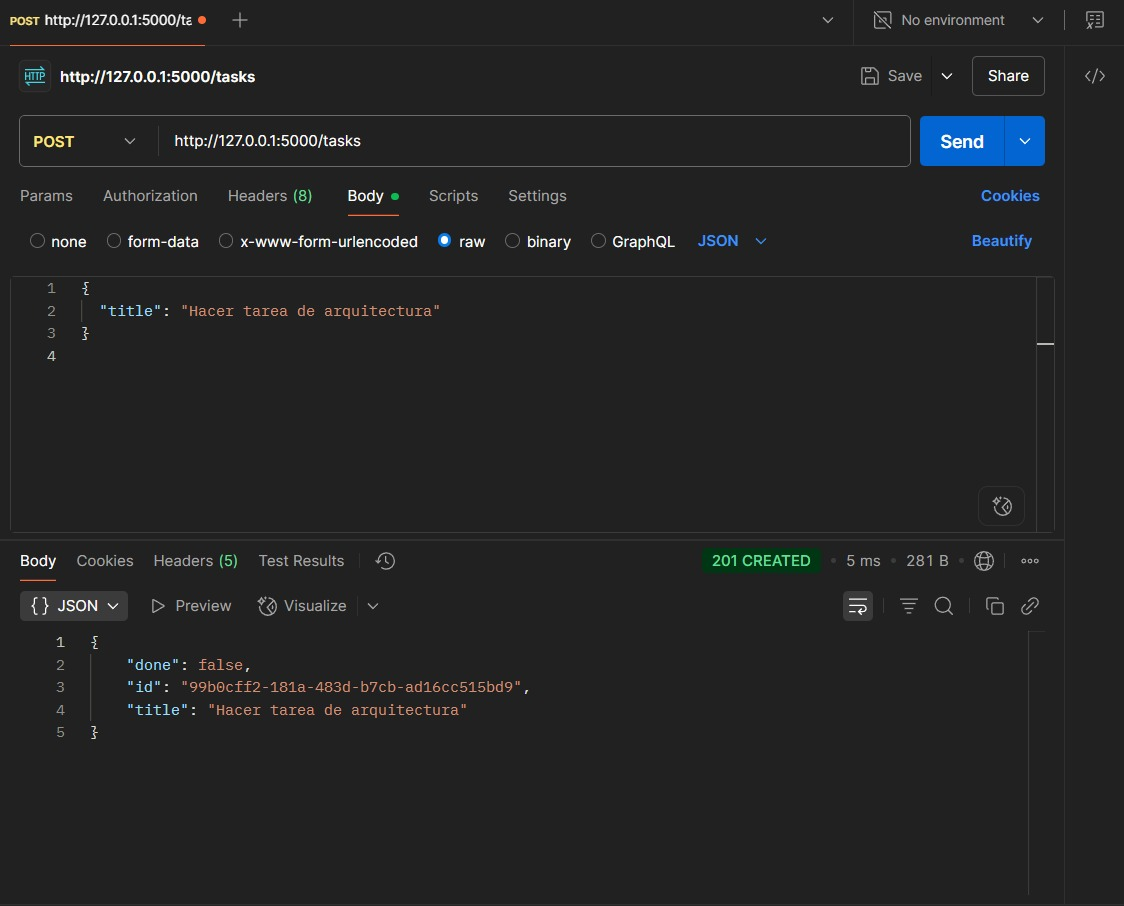 POST http://127.0.0.1:5000/ta
No environment
HTTP http://127.0.0.1:5000/tasks
Save
Share
POST
http://127.0.0.1:5000/tasks
Send
Params
Authorization
Headers (8)
Body
Scripts
Settings
Cookies
none
form-data
x-www-form-urlencoded
raw
binary
GraphQL
JSON
Beautify
1 {
2 "title": "Hacer tarea de arquitectura"
3 }
4
Body
Cookies
Headers (5)
Test Results
201 CREATED
5 ms
281 B
{} JSON
Preview
Visualize
1 {
2 "done": false,
3 "id": "99b0cff2-181a-483d-b7cb-ad16cc515bd9",
4 "title": "Hacer tarea de arquitectura"
5 }